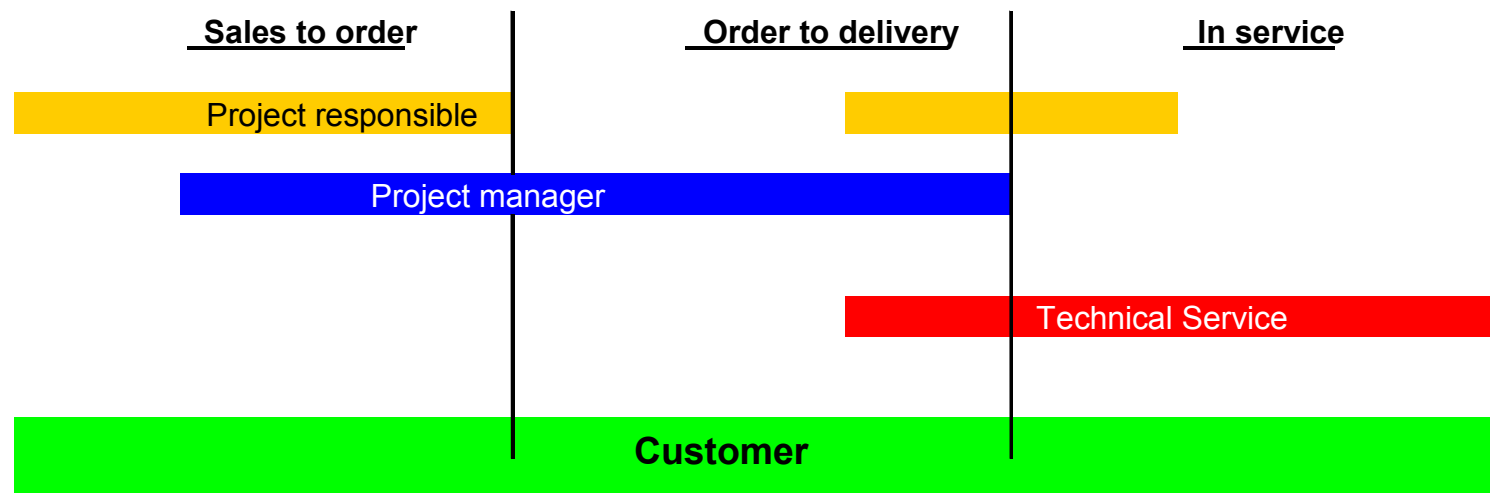 Sales to order
Order to delivery
In service
Project responsible
Project manager
Technical Service
Customer